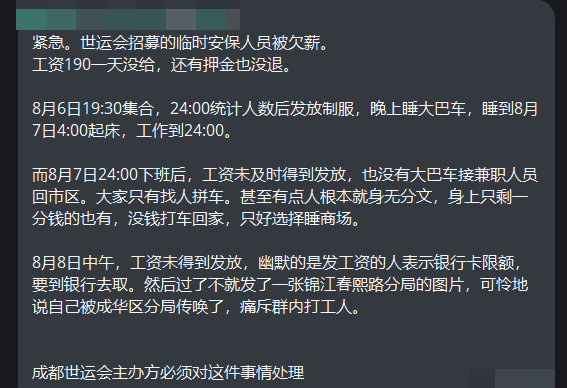 紧急。世运会招募的临时安保人员被欠薪。
工资190一天没给，还有押金也没退。
8月6日19:30集合，24:00统计人数后发放制服，晚上睡大巴车，睡到8月
7日4:00起床，工作到24:00。
而8月7日24:00下班后，工资未及时得到发放，也没有大巴车接兼职人员
回市区。大家只有找人拼车。甚至有点人根本就身无分文，身上只剩一
分钱的也有，没钱打车回家，只好选择睡商场。
8月8日中午，工资未得到发放，幽默的是发工资的人表示银行卡限额，
要到银行去取。然后过了不就发了一张锦江春熙路分局的图片，可怜地
说自己被成华区分局传唤了，痛斥群内打工人。
成都世运会主办方必须对这件事情处理